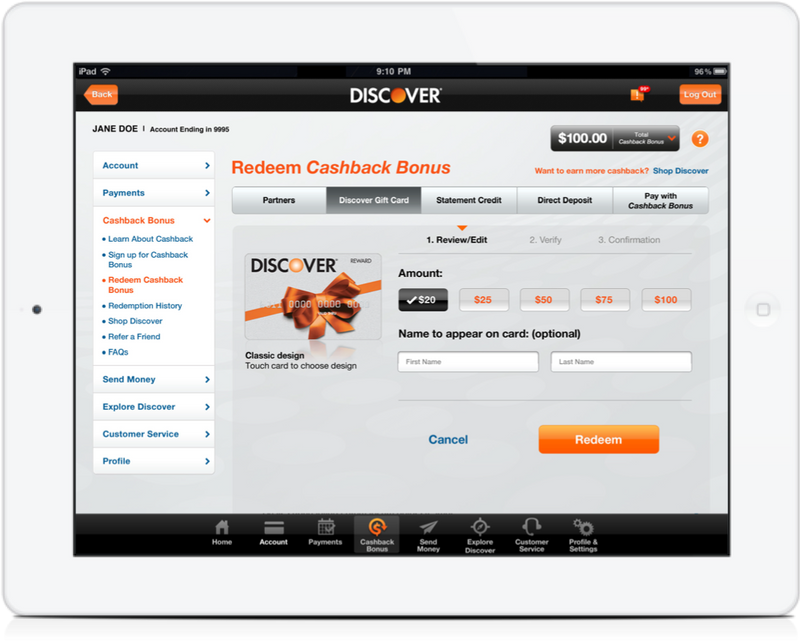 iPad
9:10 PM
96%
Back
DISCOVER
Log Out
JANE DOE | Account Ending in 9995
$100.00
Total
Cashback Bonus
?
Redeem Cashback Bonus
Want to earn more cashback? Shop Discover
Account
Payments
Cashback Bonus
• Learn About Cashback
• Sign up for Cashback
Bonus
• Redeem Cashback
Bonus
• Redemption History
• Shop Discover
• Refer a Friend
• FAQs
Send Money
Explore Discover
Customer Service
Profile
Partners
Discover Gift Card
Statement Credit
Direct Deposit
Pay with
Cashback Bonus
1. Review/Edit
2. Verify
3. Confirmation
DISCOVER
REWARD
Classic design
Touch card to choose design
Amount:
$20
$25
$50
$75
$100
Name to appear on card: (optional)
First Name
Last Name
Cancel
Redeem
Home
Account
Payments
Cashback
Bonus
Send
Money
Explore
Discover
Customer
Service
Profile &
Settings